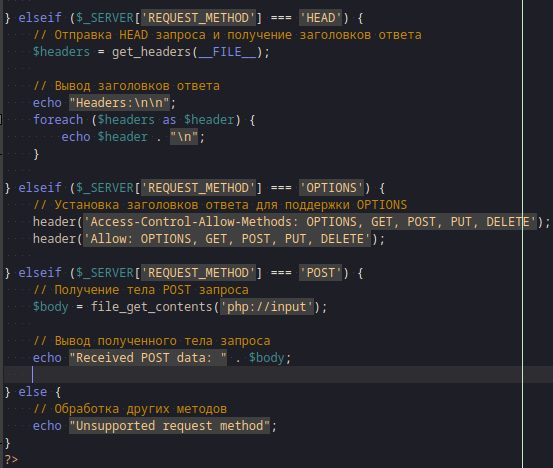 } elseif ($_SERVER['REQUEST_METHOD'] === 'HEAD') {
    // Отправка HEAD запроса и получение заголовков ответа
    $headers = get_headers(__FILE__);

    // Вывод заголовков ответа
    echo "Headers:\n\n";
    foreach ($headers as $header) {
        echo $header . "\n";
    }

} elseif ($_SERVER['REQUEST_METHOD'] === 'OPTIONS') {
    // Установка заголовков ответа для поддержки OPTIONS
    header('Access-Control-Allow-Methods: OPTIONS, GET, POST, PUT, DELETE');
    header('Allow: OPTIONS, GET, POST, PUT, DELETE');

} elseif ($_SERVER['REQUEST_METHOD'] === 'POST') {
    // Получение тела POST запроса
    $body = file_get_contents('php://input');

    // Вывод полученного тела запроса
    echo "Received POST data: " . $body;

} else {
    // Обработка других методов
    echo "Unsupported request method";
}
?>